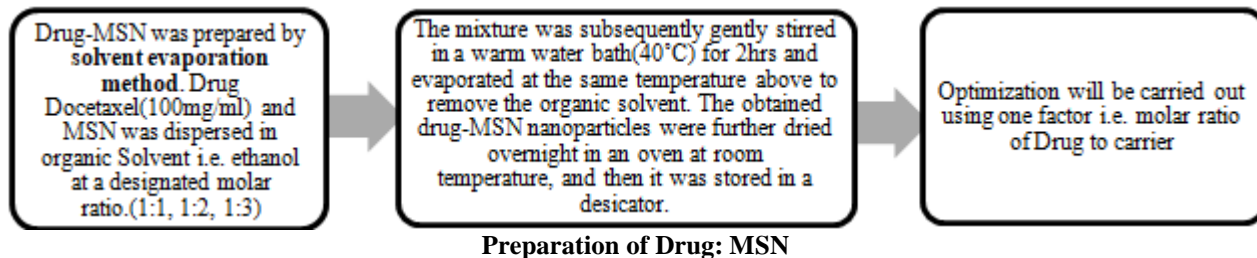 Drug-MSN was prepared by
solvent evaporation
method. Drug
Docetaxel(100mg/ml) and
MSN was dispersed in
organic Solvent i.e. ethanol
at a designated molar
ratio.(1:1, 1:2, 1:3)
The mixture was subsequently gently stirred
in a warm water bath(40˚C) for 2hrs and
evaporated at the same temperature above to
remove the organic solvent. The obtained
drug-MSN nanoparticles were further dried
overnight in an oven at room
temperature, and then it was stored in a
desicator.
Optimization will be carried out
using one factor i.e. molar ratio
of Drug to carrier
Preparation of Drug: MSN